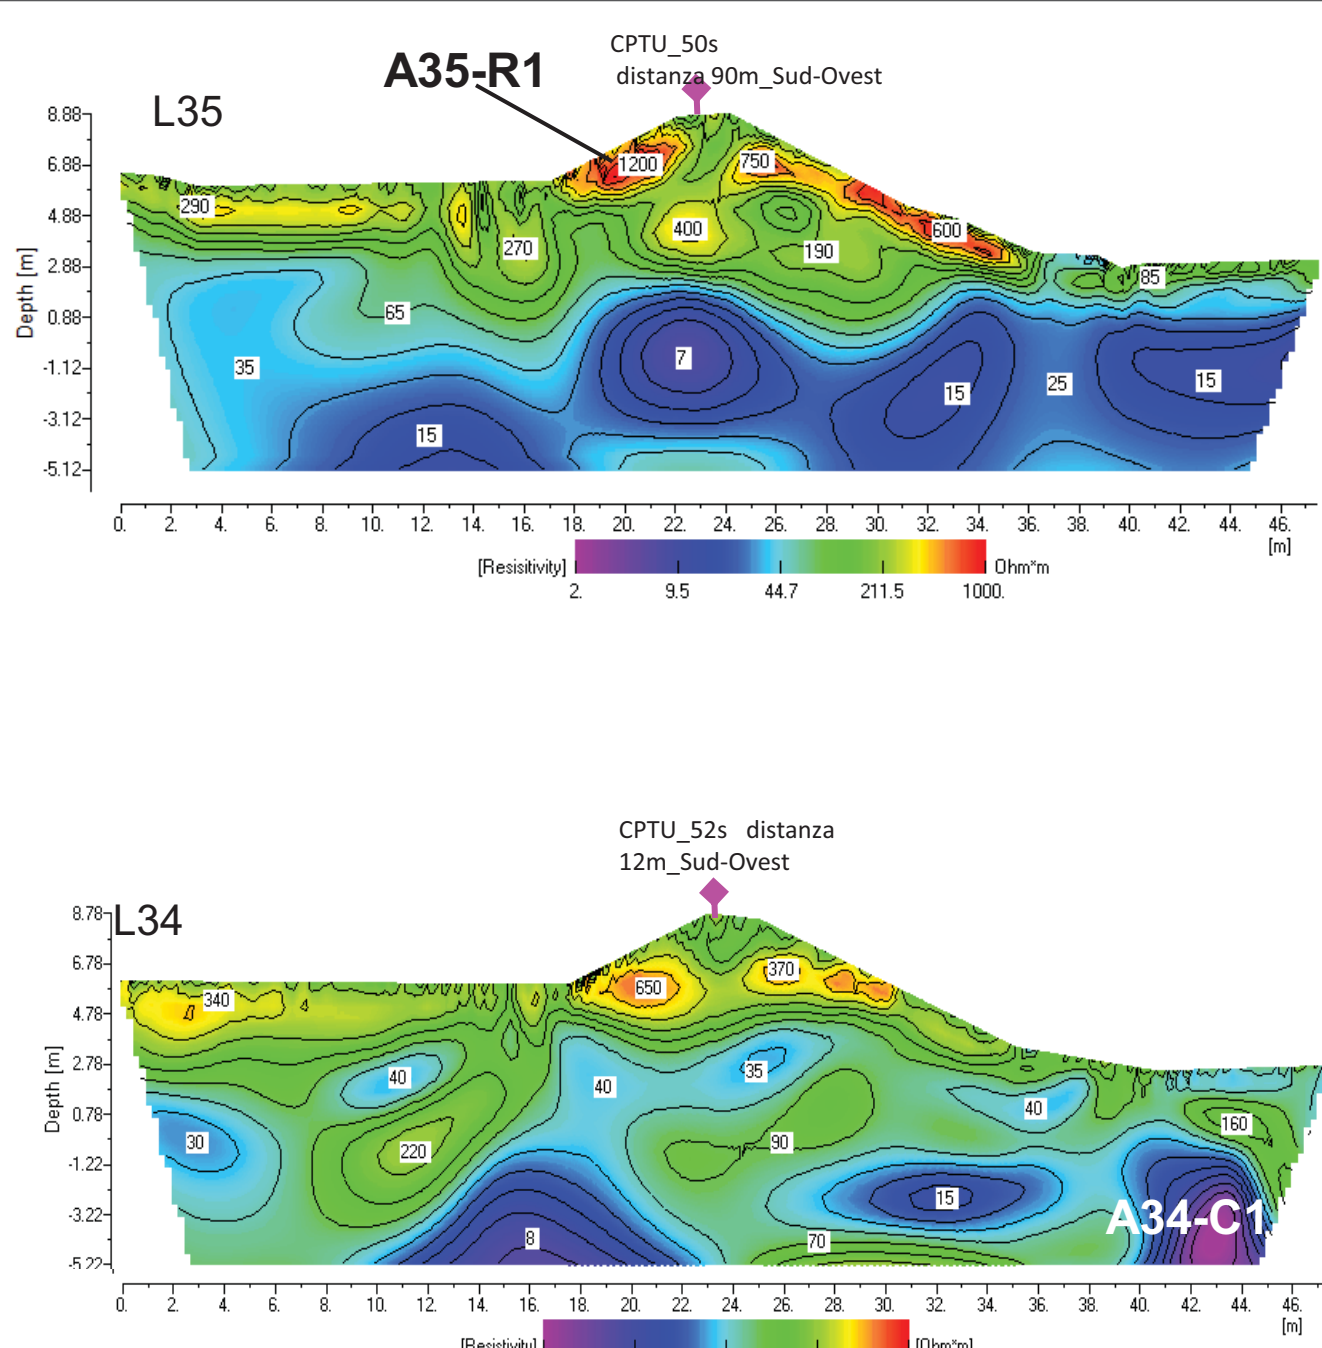 CPTU_50s
distanza 90m_Sud-Ovest
A35-R1
L35
8.88
6.88
4.88
2.88
0.88
-1.12
-3.12
-5.12
Depth [m]
1200
750
290
400
600
270
190
85
65
35
7
15
25
15
15
0. 2. 4. 6. 8. 10. 12. 14. 16. 18. 20. 22. 24. 26. 28. 30. 32. 34. 36. 38. 40. 42. 44. 46.
[m]
[Resisitivity] Ohm*m
2. 9.5 44.7 211.5 1000.
CPTU_52s distanza
12m_Sud-Ovest
L34
8.78
6.78
4.78
2.78
0.78
-1.22
-3.22
-5.22
Depth [m]
340
650
370
40
40
35
40
30
220
90
160
15
A34-C1
8
70
0. 2. 4. 6. 8. 10. 12. 14. 16. 18. 20. 22. 24. 26. 28. 30. 32. 34. 36. 38. 40. 42. 44. 46.
[m]
[Resistivity] [Ohm*m]